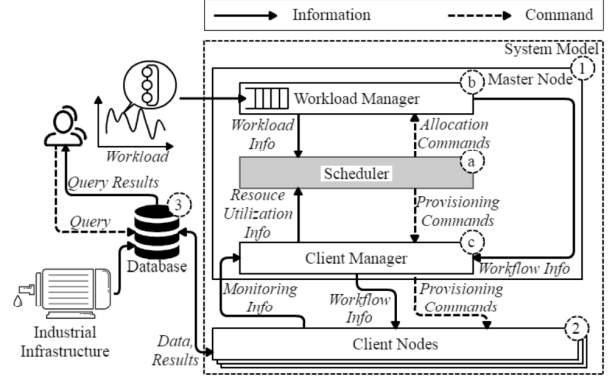 Information
Command
System Model
1
Master Node
b
Workload Manager
Workload
Info
Allocation
Commands
Workload
a
Scheduler
Query Results
Resouce
Utilization
Info
Provisioning
Commands
3
Query
c
Client Manager
Database
Workflow Info
Monitoring
Info
Workflow
Info
Provisioning
Commands
Industrial
Infrastructure
2
Data,
Results
Client Nodes